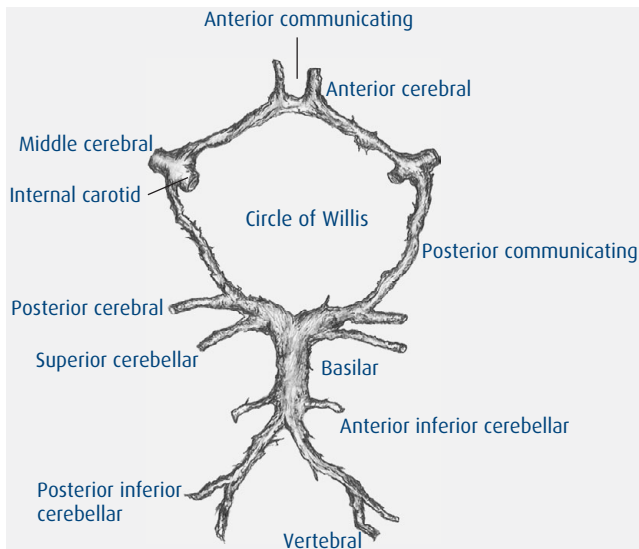 Anterior communicating
Anterior cerebral
Middle cerebral
Internal carotid
Circle of Willis
Posterior communicating
Posterior cerebral
Superior cerebellar
Basilar
Anterior inferior cerebellar
Posterior inferior
cerebellar
Vertebral